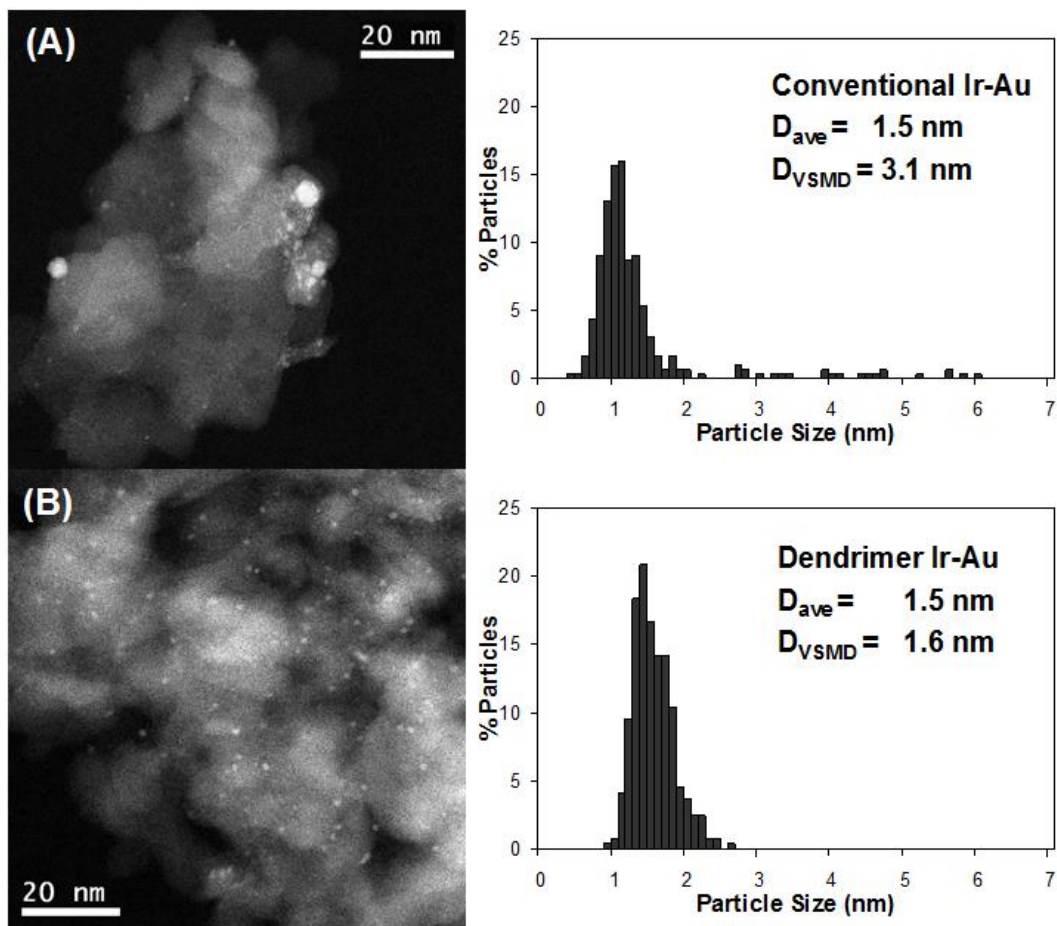 (A)
20 nm
25
20
15
10
5
0
% Particles
Conventional Ir-Au
D_ave = 1.5 nm
D_VSMD = 3.1 nm
0 1 2 3 4 5 6 7
Particle Size (nm)
(B)
20 nm
25
20
15
10
5
0
% Particles
Dendrimer Ir-Au
D_ave = 1.5 nm
D_VSMD = 1.6 nm
0 1 2 3 4 5 6 7
Particle Size (nm)